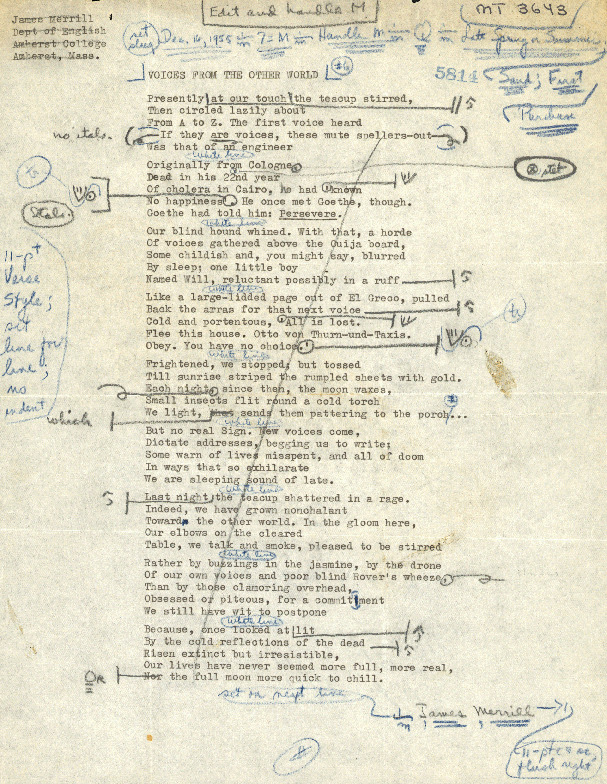 James Merrill
Dept of English
Amherst College
Amherst, Mass.
Edit and handle M
MT 3643
set slug Dec. 16, 1955 — 7= M — Handle M — Late Spring or Summer,
VOICES FROM THE OTHER WORLD
#6
5814
Sand; First Purchase
Presently at our touch the teacup stirred,
Then circled lazily about
From A to Z. The first voice heard
no itals.
(If they are voices, these mute spellers-out)
Was that of an engineer
White line
Originally from Cologne.
stet
Dead in his 22nd year
Of cholera in Cairo, he had known
No happiness. He once met Goethe, though.
Itals.
Goethe had told him: Persevere.
White line
Our blind hound whined. With that, a horde
Of voices gathered above the Ouija board,
Some childish and, you might say, blurred
By sleep; one little boy
Named Will, reluctant possibly in a ruff
White line
Like a large-lidded page out of El Greco, pulled
Back the arras for that next voice
Cold and portentous, "All is lost.
Flee this house. Otto von Thurn-und-Taxis.
Obey. You have no choice."
White line
11-pt
Verse
Style;
set
line for
line;
no
indent
Frightened, we stopped; but tossed
Till sunrise striped the rumpled sheets with gold.
Each night since then, the moon waxes,
Small insects flit round a cold torch
which
We light, that sends them pattering to the porch...
White line
But no real Sign. New voices come,
Dictate addresses, begging us to write;
Some warn of lives misspent, and all of doom
In ways that so exhilarate
We are sleeping sound of late.
White line
Last night the teacup shattered in a rage.
Indeed, we have grown nonchalant
Towards the other world. In the gloom here,
Our elbows on the cleared
Table, we talk and smoke, pleased to be stirred
White line
Rather by buzzings in the jasmine, by the drone
Of our own voices and poor blind Rover's wheeze
Than by those clamoring overhead,
Obsessed or piteous, for a commitment
We still have wit to postpone
White line
Because, once looked at lit
By the cold reflections of the dead
Risen extinct but irresistible,
Our lives have never seemed more full, more real,
Or
Nor the full moon more quick to chill.
set on next line
James Merrill
11-pt c & sc flush right
#